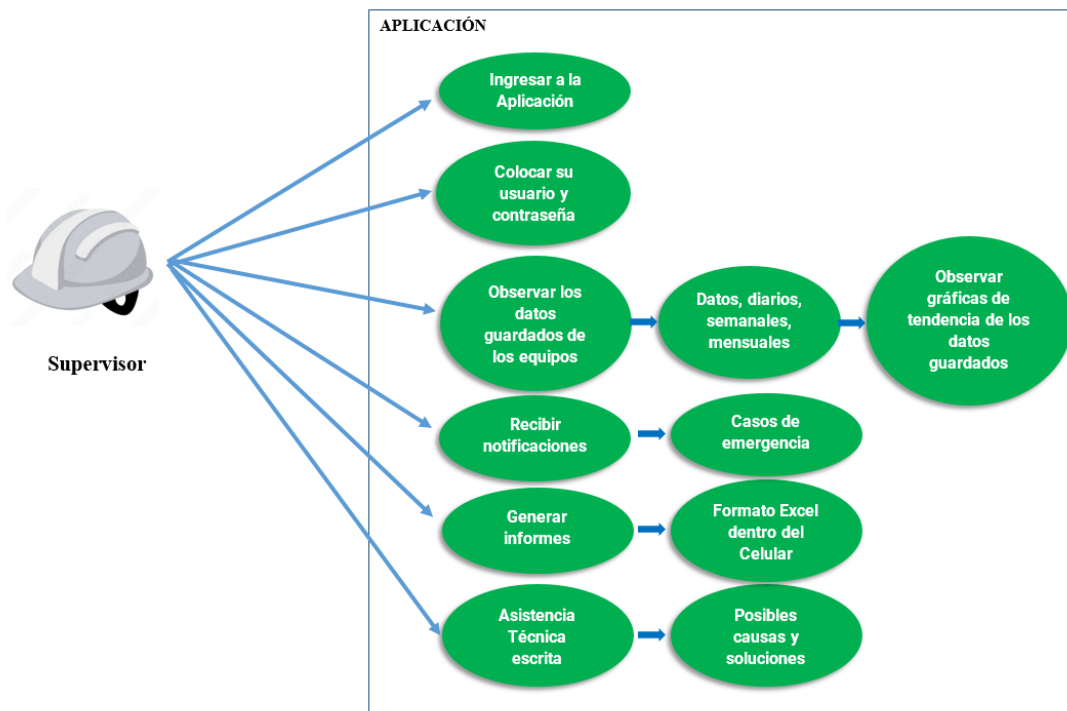 APLICACIÓN
Ingresar a la
Aplicación
Colocar su
usuario y
contraseña
Observar los
datos
guardados de
los equipos
Datos, diarios,
semanales,
mensuales
Observar
gráficas de
tendencia de los
datos
guardados
Supervisor
Recibir
notificaciones
Casos de
emergencia
Generar
informes
Formato Excel
dentro del
Celular
Asistencia
Técnica
escrita
Posibles
causas y
soluciones